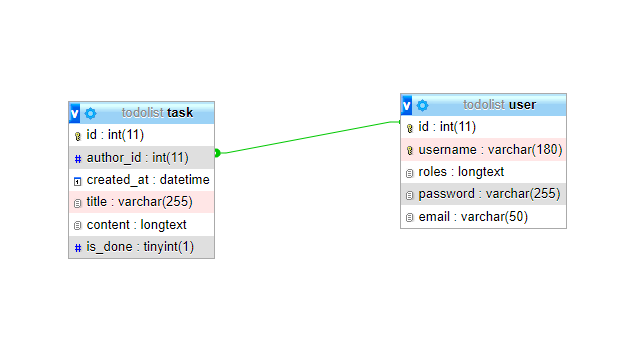 todolist task
id : int(11)
author_id : int(11)
created_at : datetime
title : varchar(255)
content : longtext
is_done : tinyint(1)
todolist user
id : int(11)
username : varchar(180)
roles : longtext
password : varchar(255)
email : varchar(50)